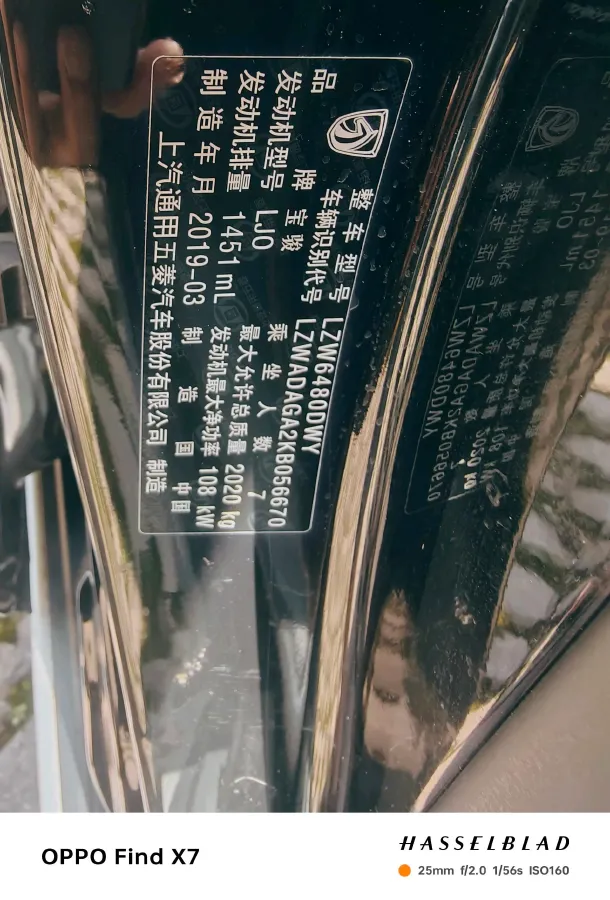 整车型号 LZW6480DWY
车辆识别代号 LZWADAGA2KB056670
品牌 宝骏 乘坐人数 7
发动机型号 LJO 最大允许总质量 2020 kg
发动机排量 1451 mL 发动机最大净功率 108 kW
制造年月 2019-03 制造国 中国
上汽通用五菱汽车股份有限公司 制造
OPPO Find X7
HASSELBLAD
25mm f/2.0 1/56s ISO160